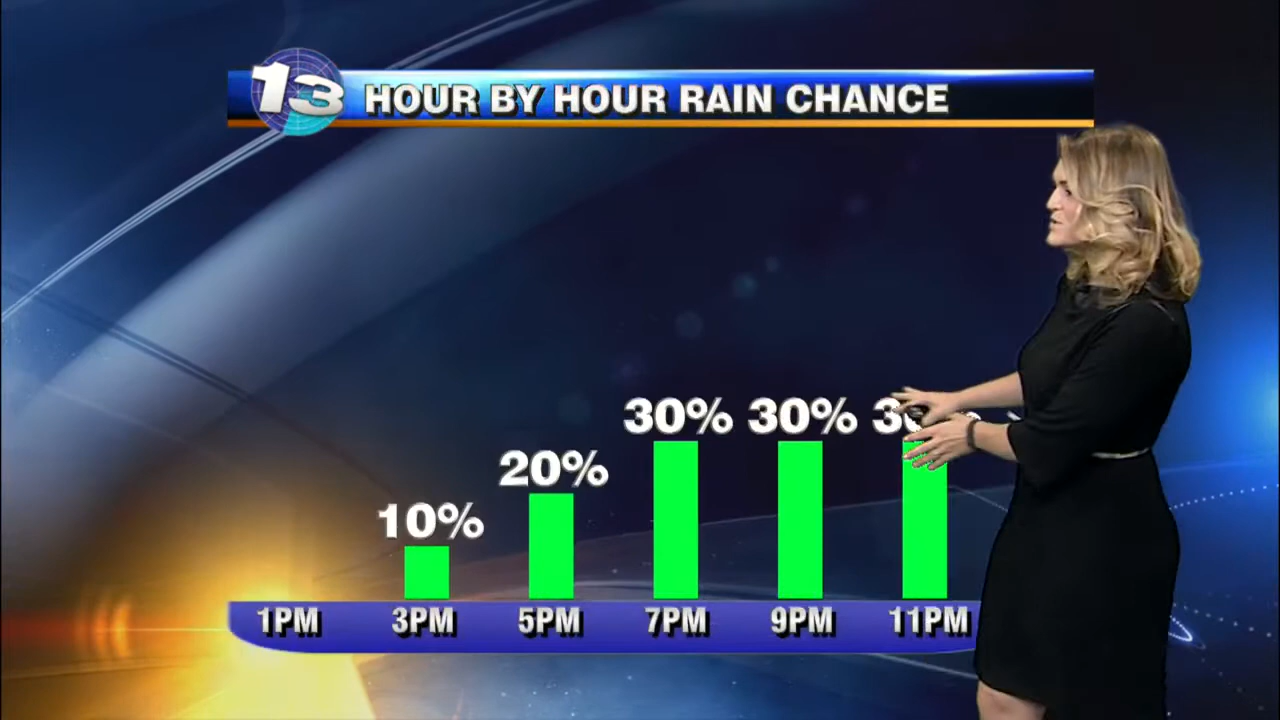 13 HOUR BY HOUR RAIN CHANCE
30% 30%
20%
10%
1PM 3PM 5PM 7PM 9PM 11PM